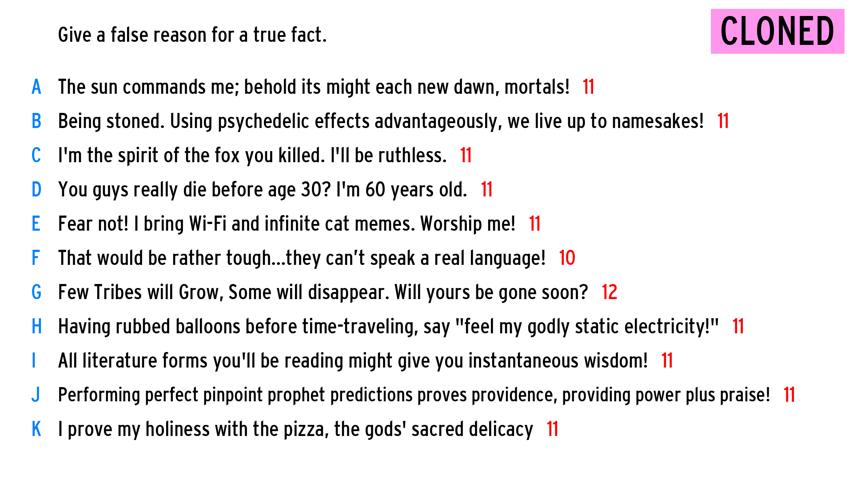 Give a false reason for a true fact.
CLONED
A The sun commands me; behold its might each new dawn, mortals! 11
B Being stoned. Using psychedelic effects advantageously, we live up to namesakes! 11
C I'm the spirit of the fox you killed. I'll be ruthless. 11
D You guys really die before age 30? I'm 60 years old. 11
E Fear not! I bring Wi-Fi and infinite cat memes. Worship me! 11
F That would be rather tough...they can’t speak a real language! 10
G Few Tribes will Grow, Some will disappear. Will yours be gone soon? 12
H Having rubbed balloons before time-traveling, say "feel my godly static electricity!" 11
I All literature forms you'll be reading might give you instantaneous wisdom! 11
J Performing perfect pinpoint prophet predictions proves providence, providing power plus praise! 11
K I prove my holiness with the pizza, the gods' sacred delicacy 11